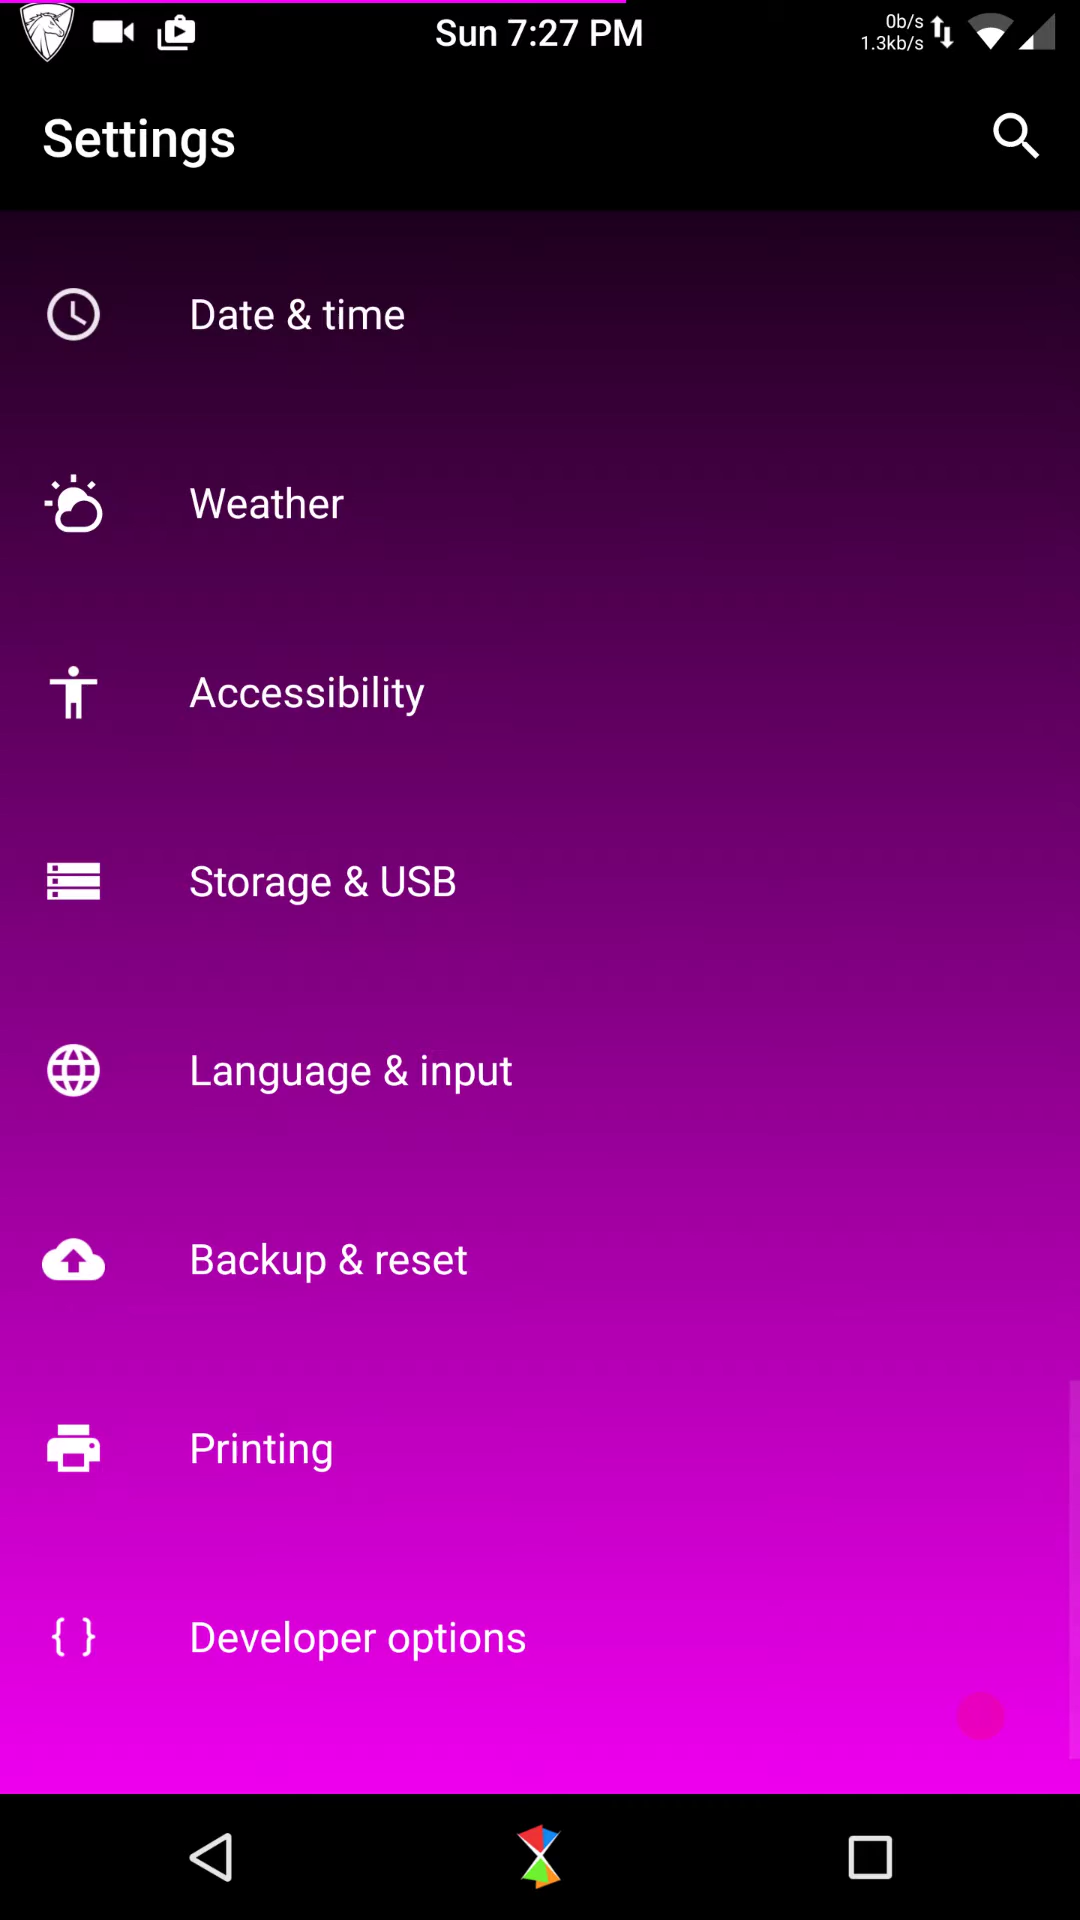 Sun 7:27 PM
0b/s
1.3kb/s
Settings
Date & time
Weather
Accessibility
Storage & USB
Language & input
Backup & reset
Printing
Developer options